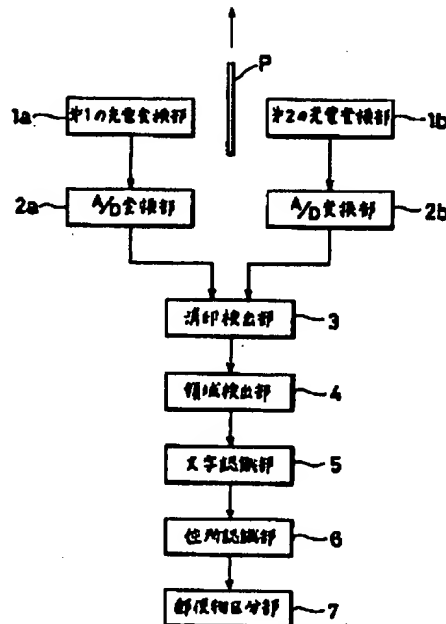 P
1a 第1の光電変換部
第2の光電変換部 1b
2a A/D変換部
A/D変換部 2b
消印検出部 3
領域検出部 4
文字認識部 5
住所認識部 6
郵便物区分部 7